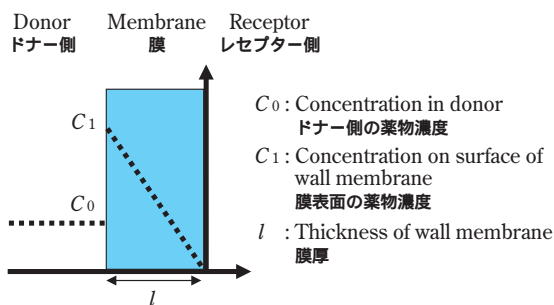 Donor Membrane Receptor
ドナー側 膜 レセプター側
C1
C0
l
C0 : Concentration in donor
ドナー側の薬物濃度
C1 : Concentration on surface of
wall membrane
膜表面の薬物濃度
l : Thickness of wall membrane
膜厚